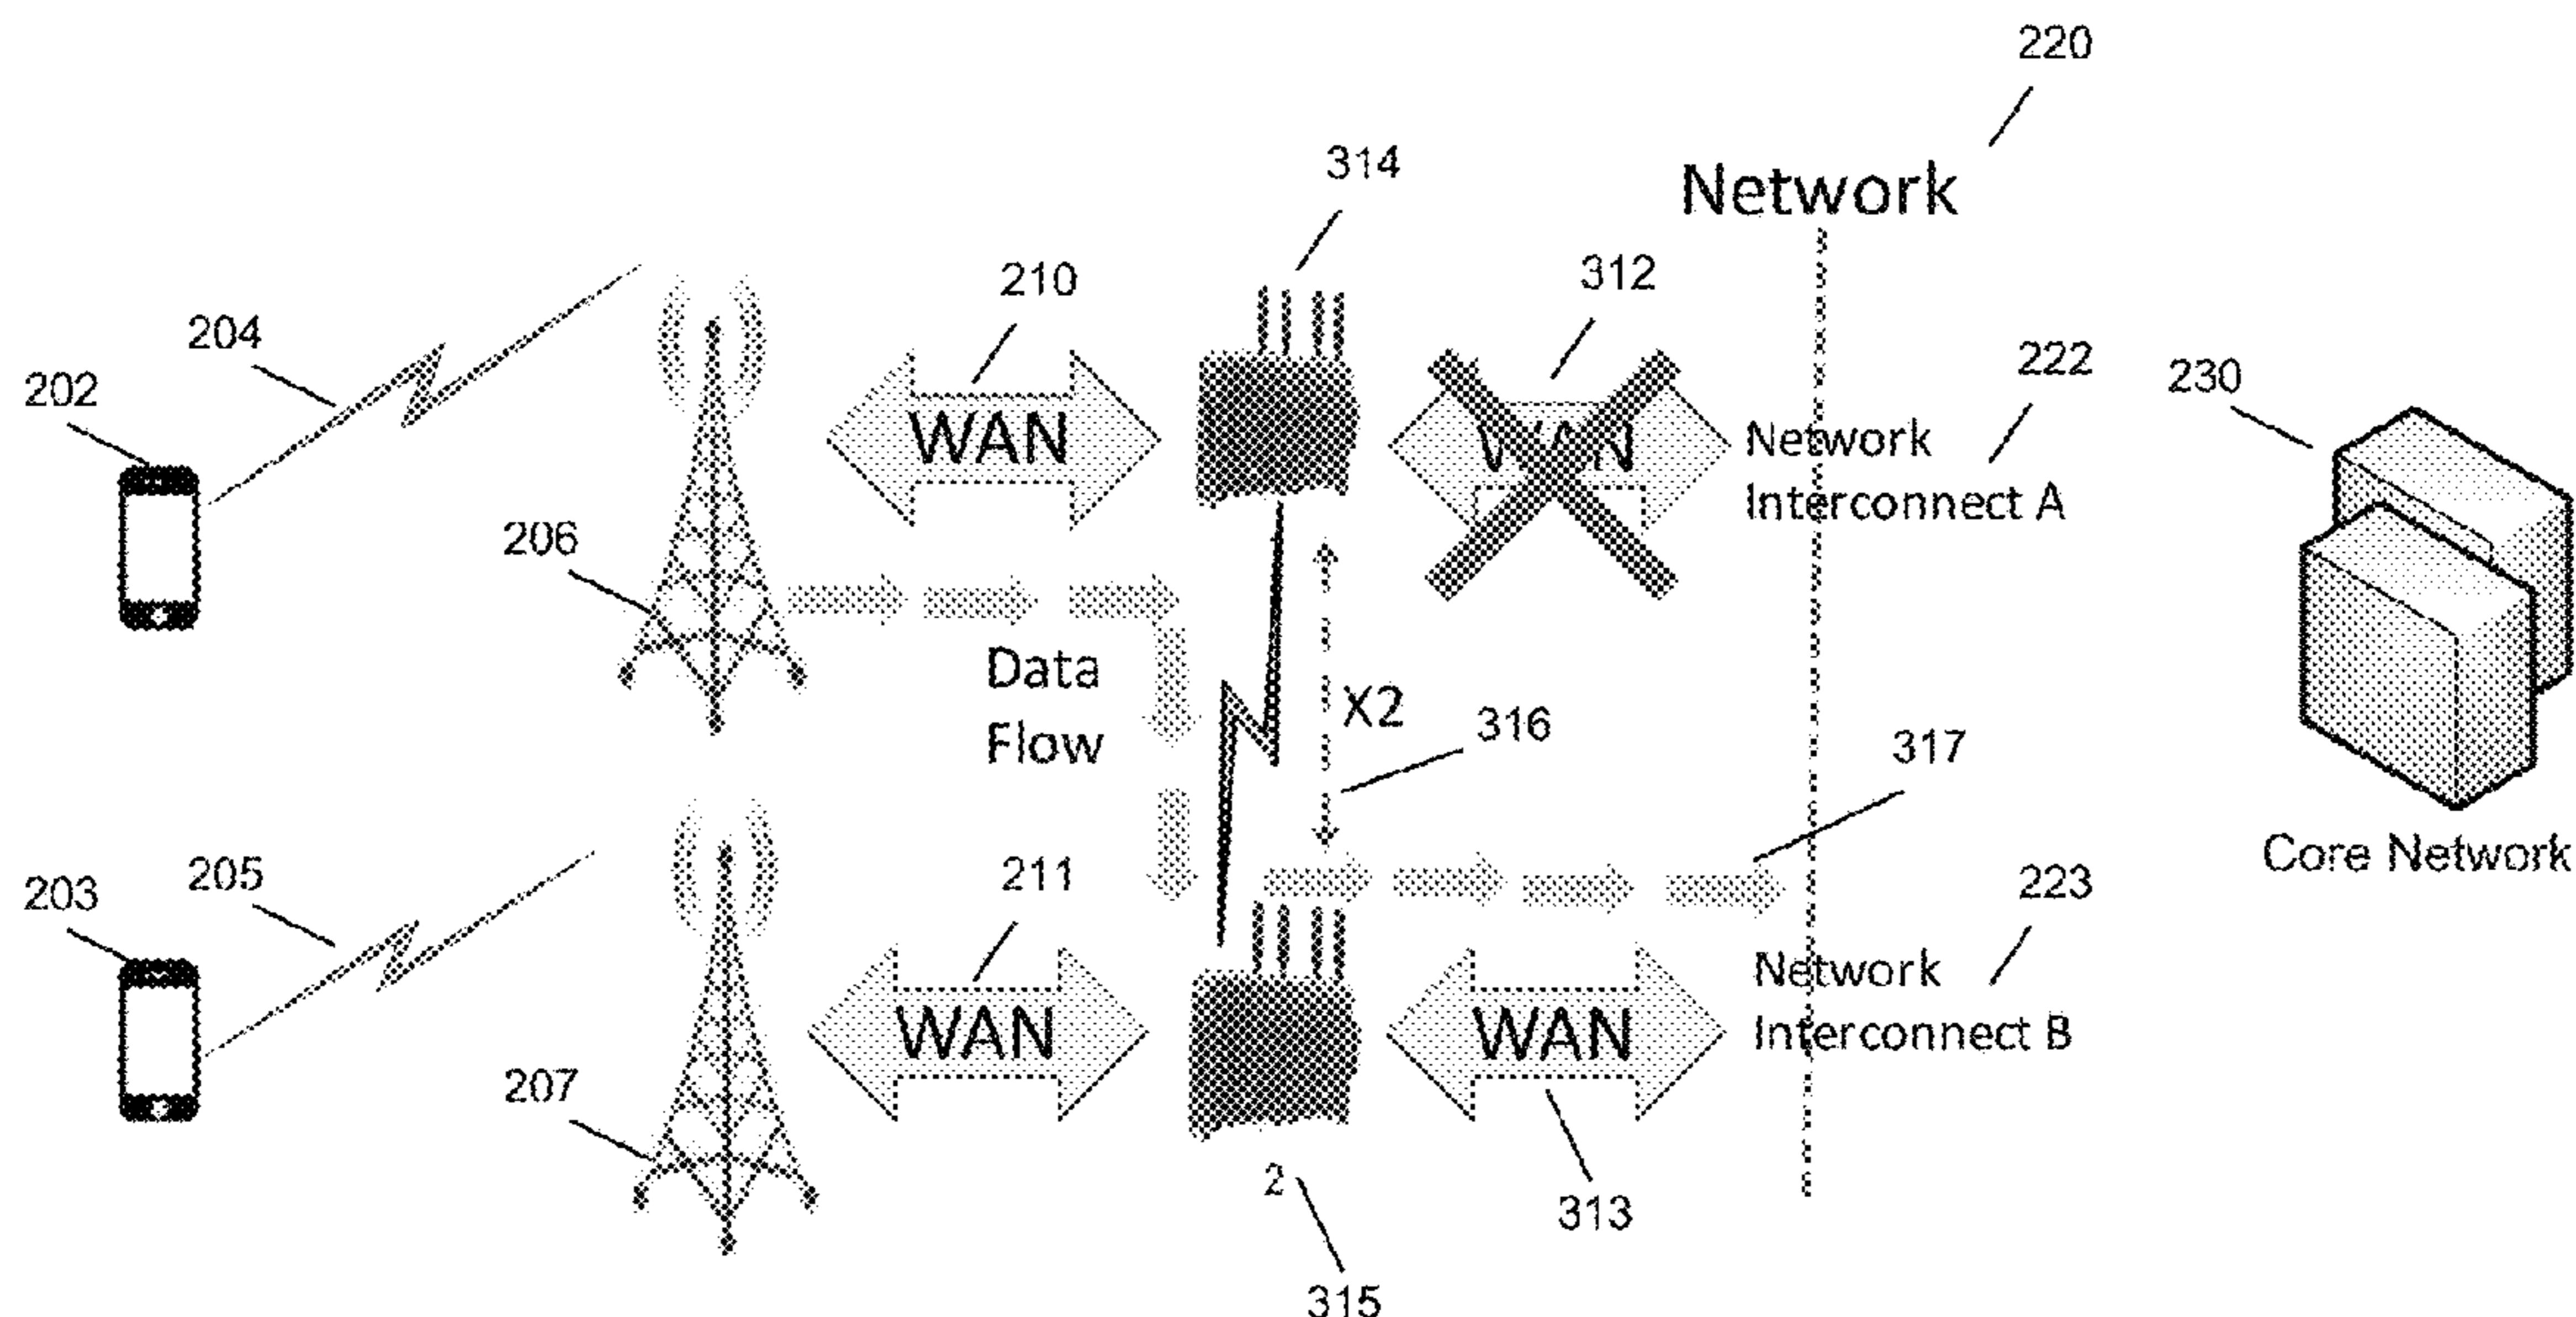 220
Network
314
312
210
204
222
230
202
WAN
WAN
Network
Interconnect A
206
Data
Flow
X2
316
317
Core Network
203
205
211
223
Network
Interconnect B
WAN
WAN
207
2
313
315